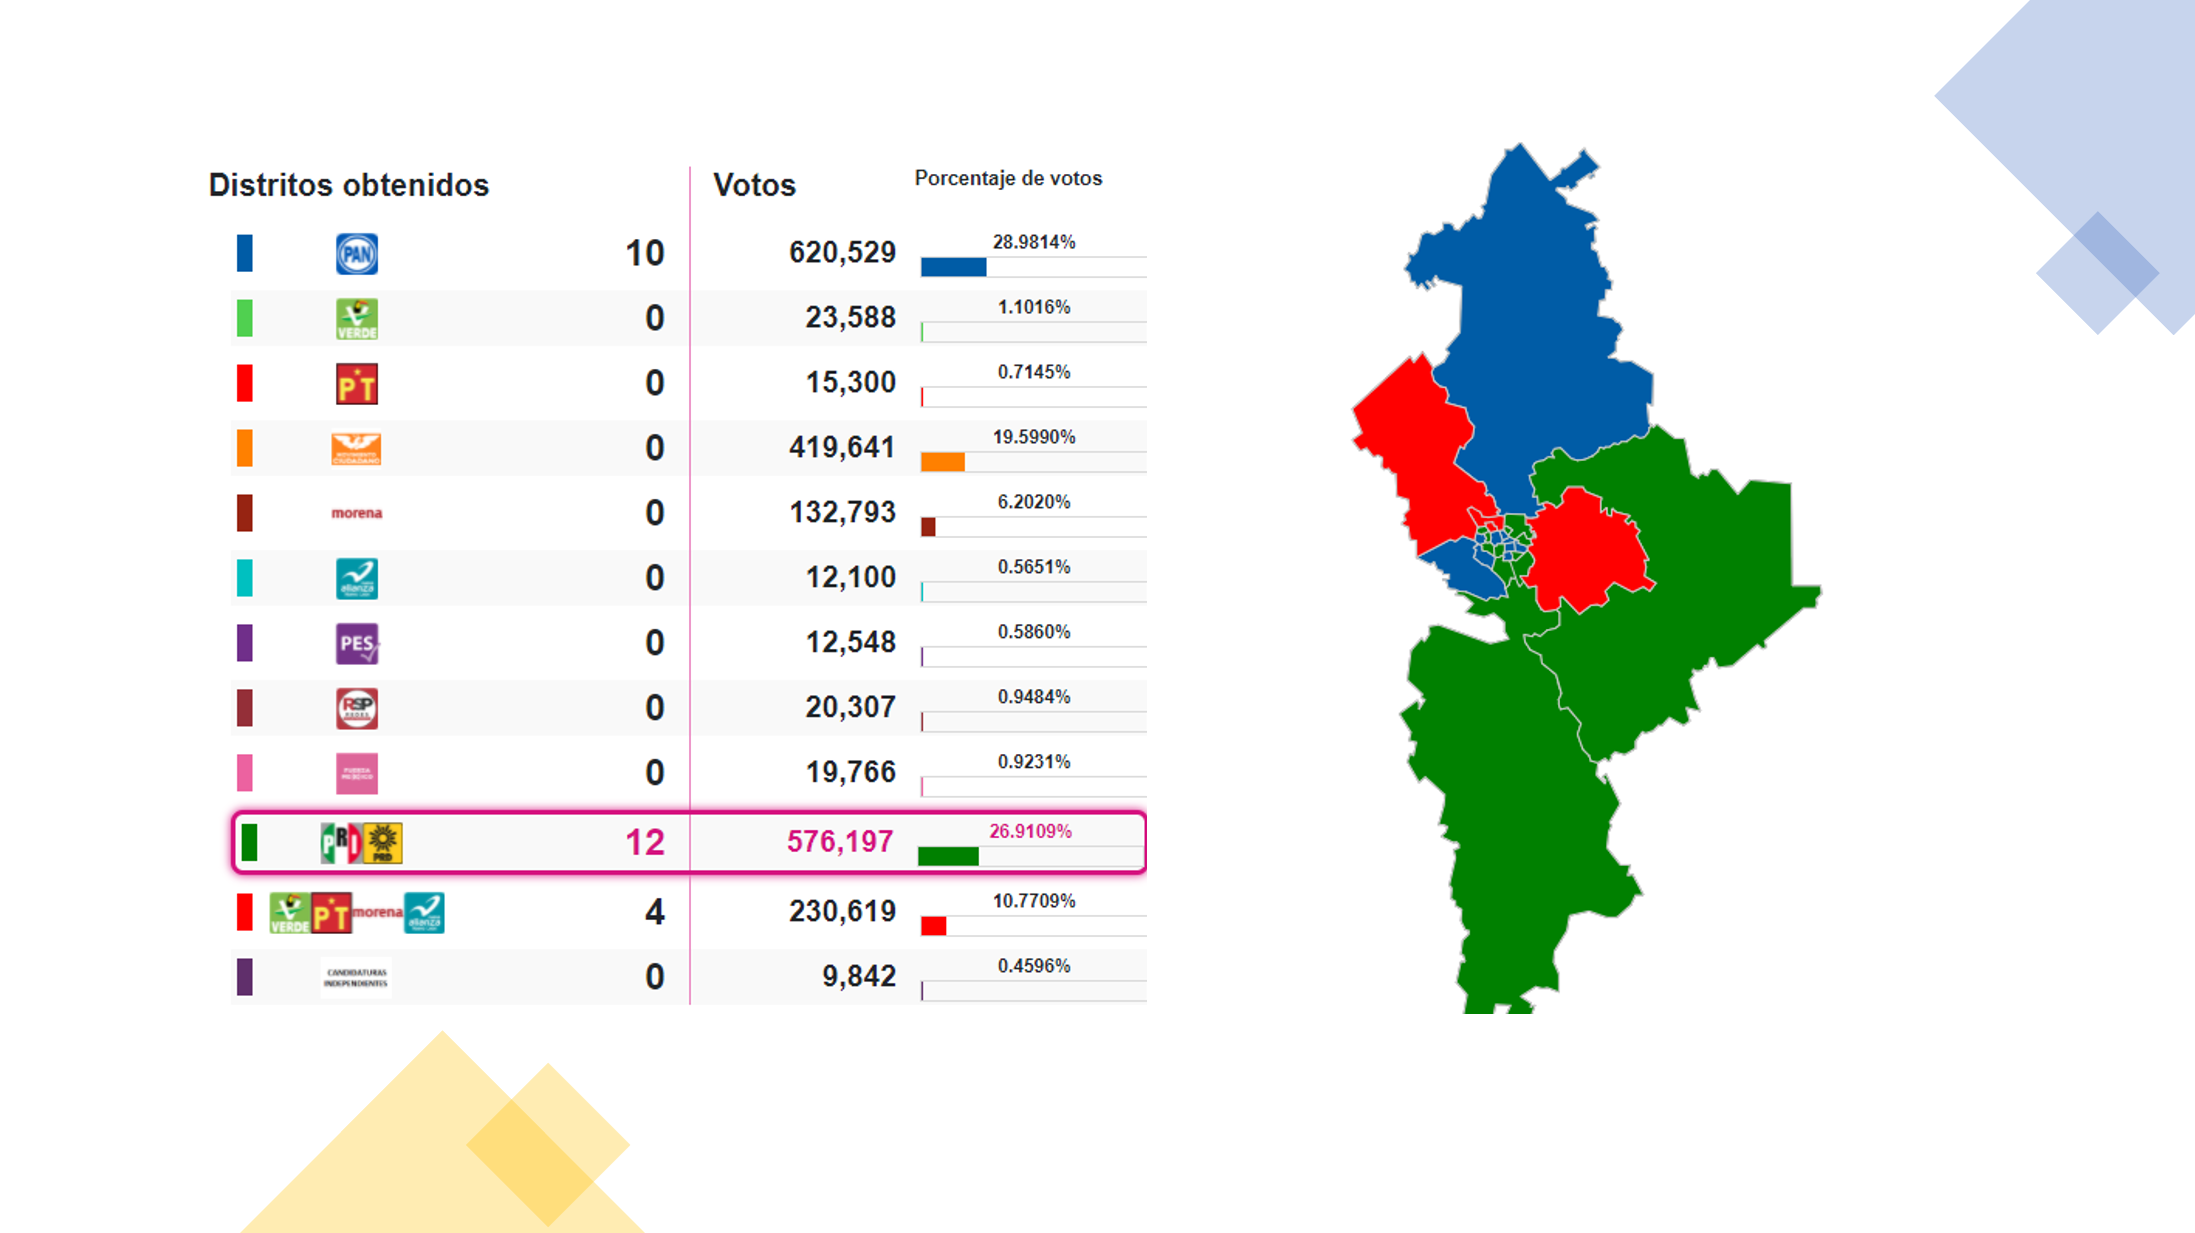 Distritos obtenidos Votos Porcentaje de votos
PAN 10 620,529 28.9814%
VERDE 0 23,588 1.1016%
PT 0 15,300 0.7145%
MOVIMIENTO CIUDADANO 0 419,641 19.5990%
morena 0 132,793 6.2020%
alianza 0 12,100 0.5651%
PES 0 12,548 0.5860%
RSP 0 20,307 0.9484%
0 19,766 0.9231%
PRI PRD 12 576,197 26.9109%
VERDE PT morena alianza 4 230,619 10.7709%
CANDIDATURAS
INDEPENDIENTES 0 9,842 0.4596%